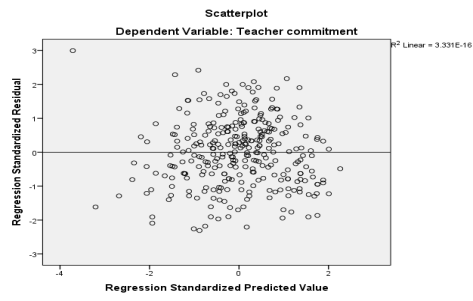 Scatterplot
Dependent Variable: Teacher commitment
R2 Linear = 3.331E-16
Regression Standardized Residual
3
2
1
0
-1
-2
-3
-4 -2 0 2
Regression Standardized Predicted Value